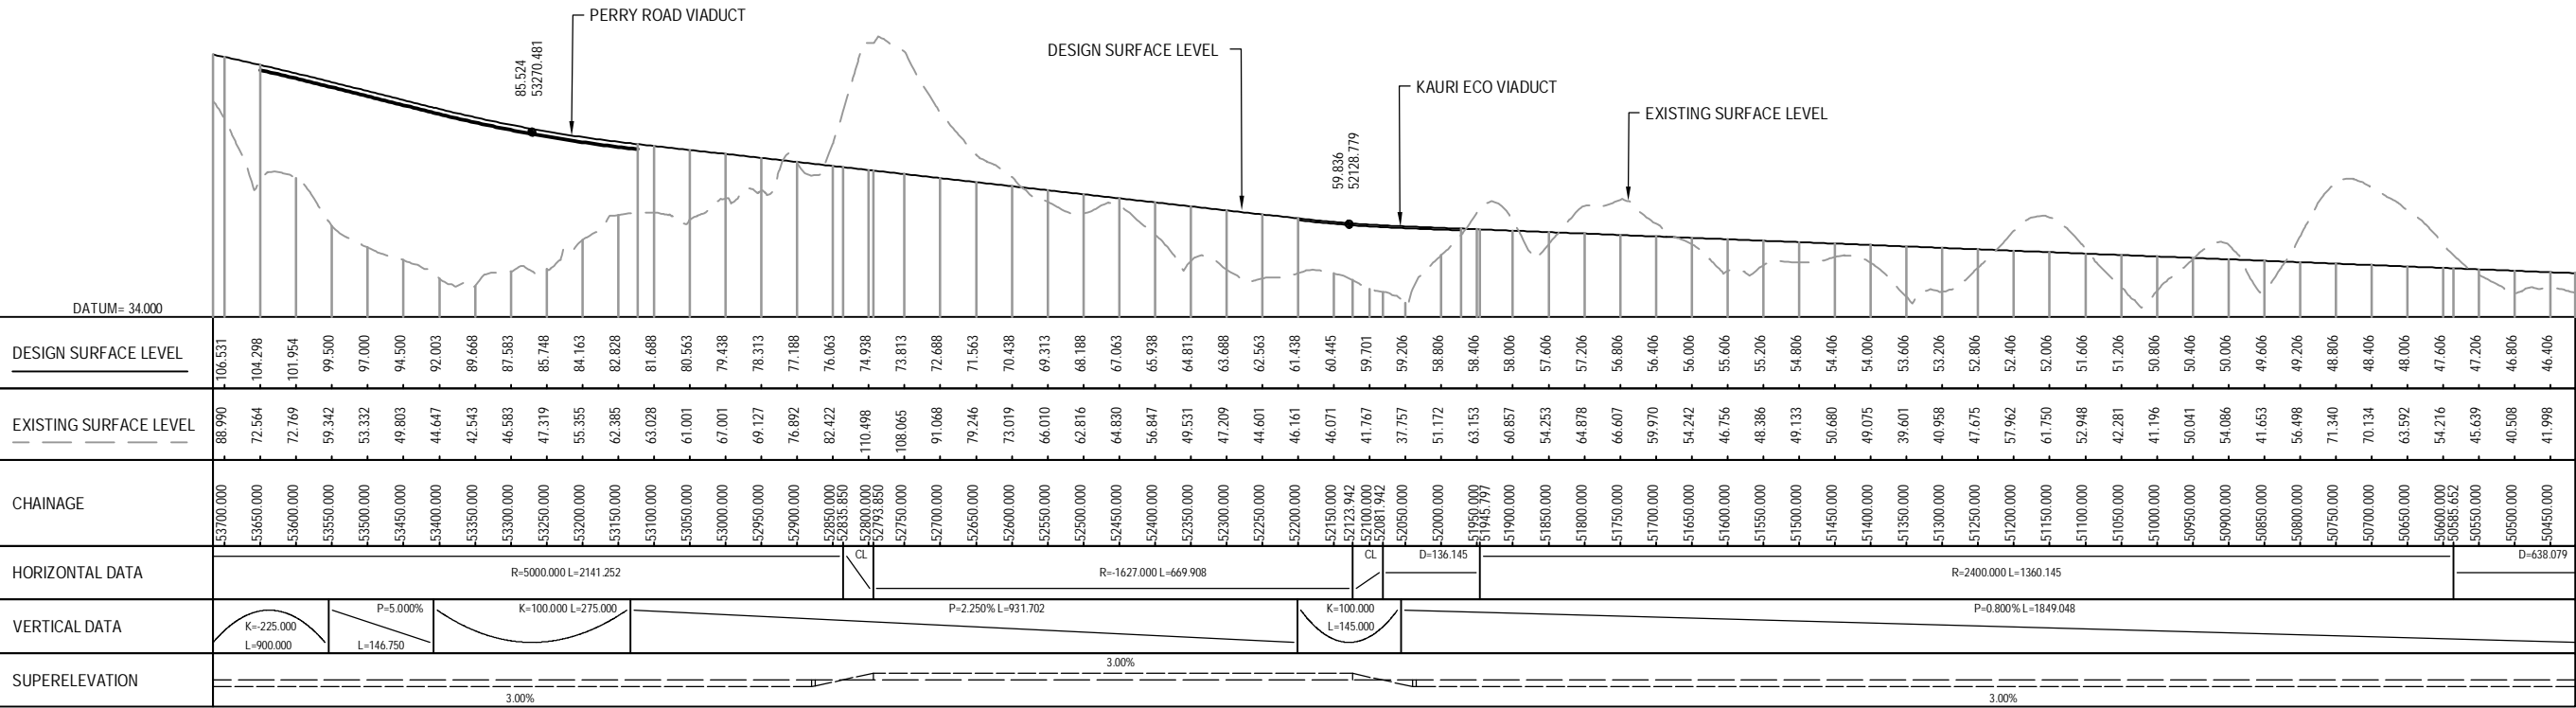 PERRY ROAD VIADUCT
DESIGN SURFACE LEVEL
KAURI ECO VIADUCT
EXISTING SURFACE LEVEL
85.524
53270.481
59.836
52128.779
DATUM= 34.000
DESIGN SURFACE LEVEL 106.531 104.298 101.954 99.500 97.000 94.500 92.003 89.668 87.583 85.748 84.163 82.828 81.688 80.563 79.438 78.313 77.188 76.063 74.938 73.813 72.688 71.563 70.438 69.313 68.188 67.063 65.938 64.813 63.688 62.563 61.438 60.445 59.701 59.206 58.806 58.406 58.006 57.606 57.206 56.806 56.406 56.006 55.606 55.206 54.806 54.406 54.006 53.606 53.206 52.806 52.406 52.006 51.606 51.206 50.806 50.406 50.006 49.606 49.206 48.806 48.406 48.006 47.606 47.206 46.806 46.406
EXISTING SURFACE LEVEL 88.990 72.564 72.769 59.342 53.332 49.803 44.647 42.543 46.583 47.319 55.355 62.385 63.028 61.001 67.001 69.127 76.892 82.422 110.498 108.065 91.068 79.246 73.019 66.010 62.816 64.830 56.847 49.531 47.209 44.601 46.161 46.071 41.767 37.757 51.172 63.153 60.857 54.253 64.878 66.607 59.970 54.242 46.756 48.386 49.133 50.680 49.075 39.601 40.958 47.675 57.962 61.750 52.948 42.281 41.196 50.041 54.086 41.653 56.498 71.340 70.134 63.592 54.216 45.639 40.508 41.998
CHAINAGE 53700.000 53650.000 53600.000 53550.000 53500.000 53450.000 53400.000 53350.000 53300.000 53250.000 53200.000 53150.000 53100.000 53050.000 53000.000 52950.000 52900.000 52850.000 52835.850 52800.000 52793.850 52750.000 52700.000 52650.000 52600.000 52550.000 52500.000 52450.000 52400.000 52350.000 52300.000 52250.000 52200.000 52150.000 52123.942 52100.000 52081.942 52050.000 52000.000 51950.000 51945.797 51900.000 51850.000 51800.000 51750.000 51700.000 51650.000 51600.000 51550.000 51500.000 51450.000 51400.000 51350.000 51300.000 51250.000 51200.000 51150.000 51100.000 51050.000 51000.000 50950.000 50900.000 50850.000 50800.000 50750.000 50700.000 50650.000 50600.000 50585.652 50550.000 50500.000 50450.000
HORIZONTAL DATA R=5000.000 L=2141.252 CL R=-1627.000 L=669.908 CL D=136.145 R=2400.000 L=1360.145 D=638.079
VERTICAL DATA K=-225.000 L=900.000 P=5.000% L=146.750 K=100.000 L=275.000 P=2.250% L=931.702 K=100.000 L=145.000 P=0.800% L=1849.048
SUPERELEVATION 3.00% 3.00% 3.00%